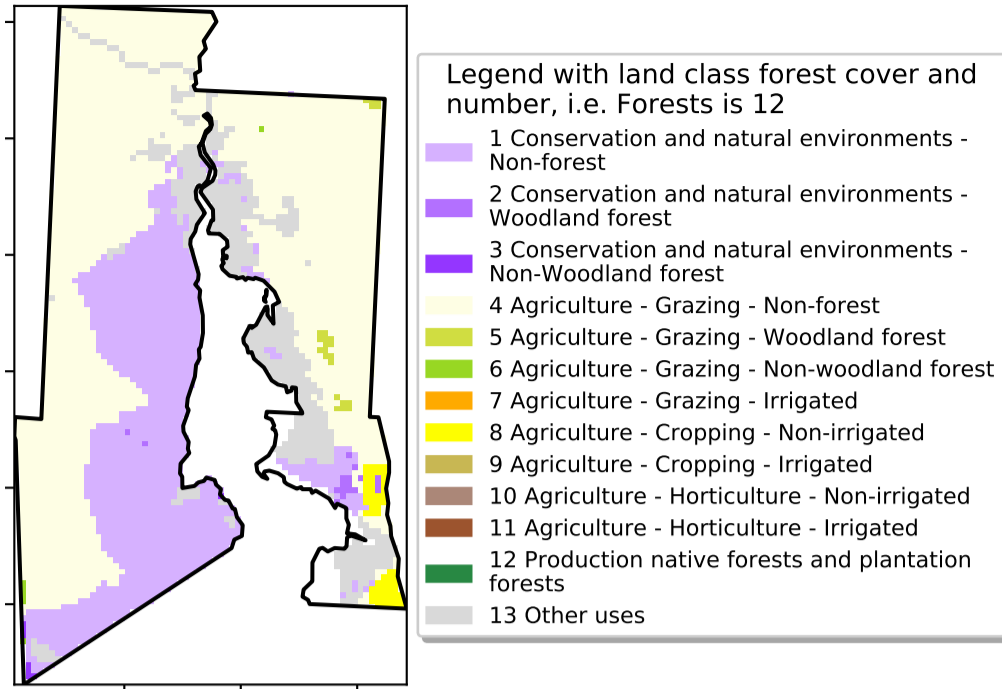 Legend with land class forest cover and
number, i.e. Forests is 12
1 Conservation and natural environments -
Non-forest
2 Conservation and natural environments -
Woodland forest
3 Conservation and natural environments -
Non-Woodland forest
4 Agriculture - Grazing - Non-forest
5 Agriculture - Grazing - Woodland forest
6 Agriculture - Grazing - Non-woodland forest
7 Agriculture - Grazing - Irrigated
8 Agriculture - Cropping - Non-irrigated
9 Agriculture - Cropping - Irrigated
10 Agriculture - Horticulture - Non-irrigated
11 Agriculture - Horticulture - Irrigated
12 Production native forests and plantation
forests
13 Other uses